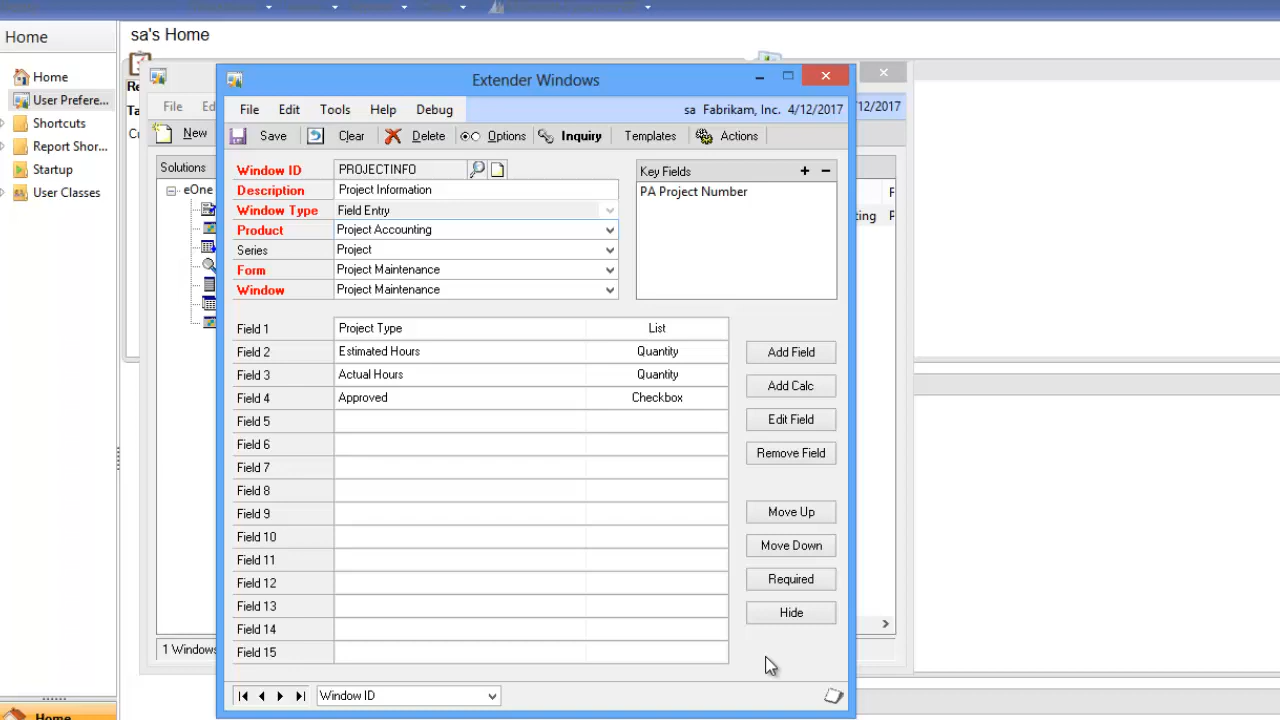 Home
sa's Home
Home
User Prefere...
Shortcuts
Report Shor...
Startup
User Classes
File
New
Solutions
eOne
1 Windows
12/2017
Extender Windows
File Edit Tools Help Debug
sa Fabrikam, Inc. 4/12/2017
Save Clear Delete Options Inquiry Templates Actions
Window ID PROJECTINFO
Description Project Information
Window Type Field Entry
Product Project Accounting
Series Project
Form Project Maintenance
Window Project Maintenance
Key Fields
PA Project Number
Field 1 Project Type List
Field 2 Estimated Hours Quantity
Field 3 Actual Hours Quantity
Field 4 Approved Checkbox
Field 5
Field 6
Field 7
Field 8
Field 9
Field 10
Field 11
Field 12
Field 13
Field 14
Field 15
Add Field
Add Calc
Edit Field
Remove Field
Move Up
Move Down
Required
Hide
Window ID
Home